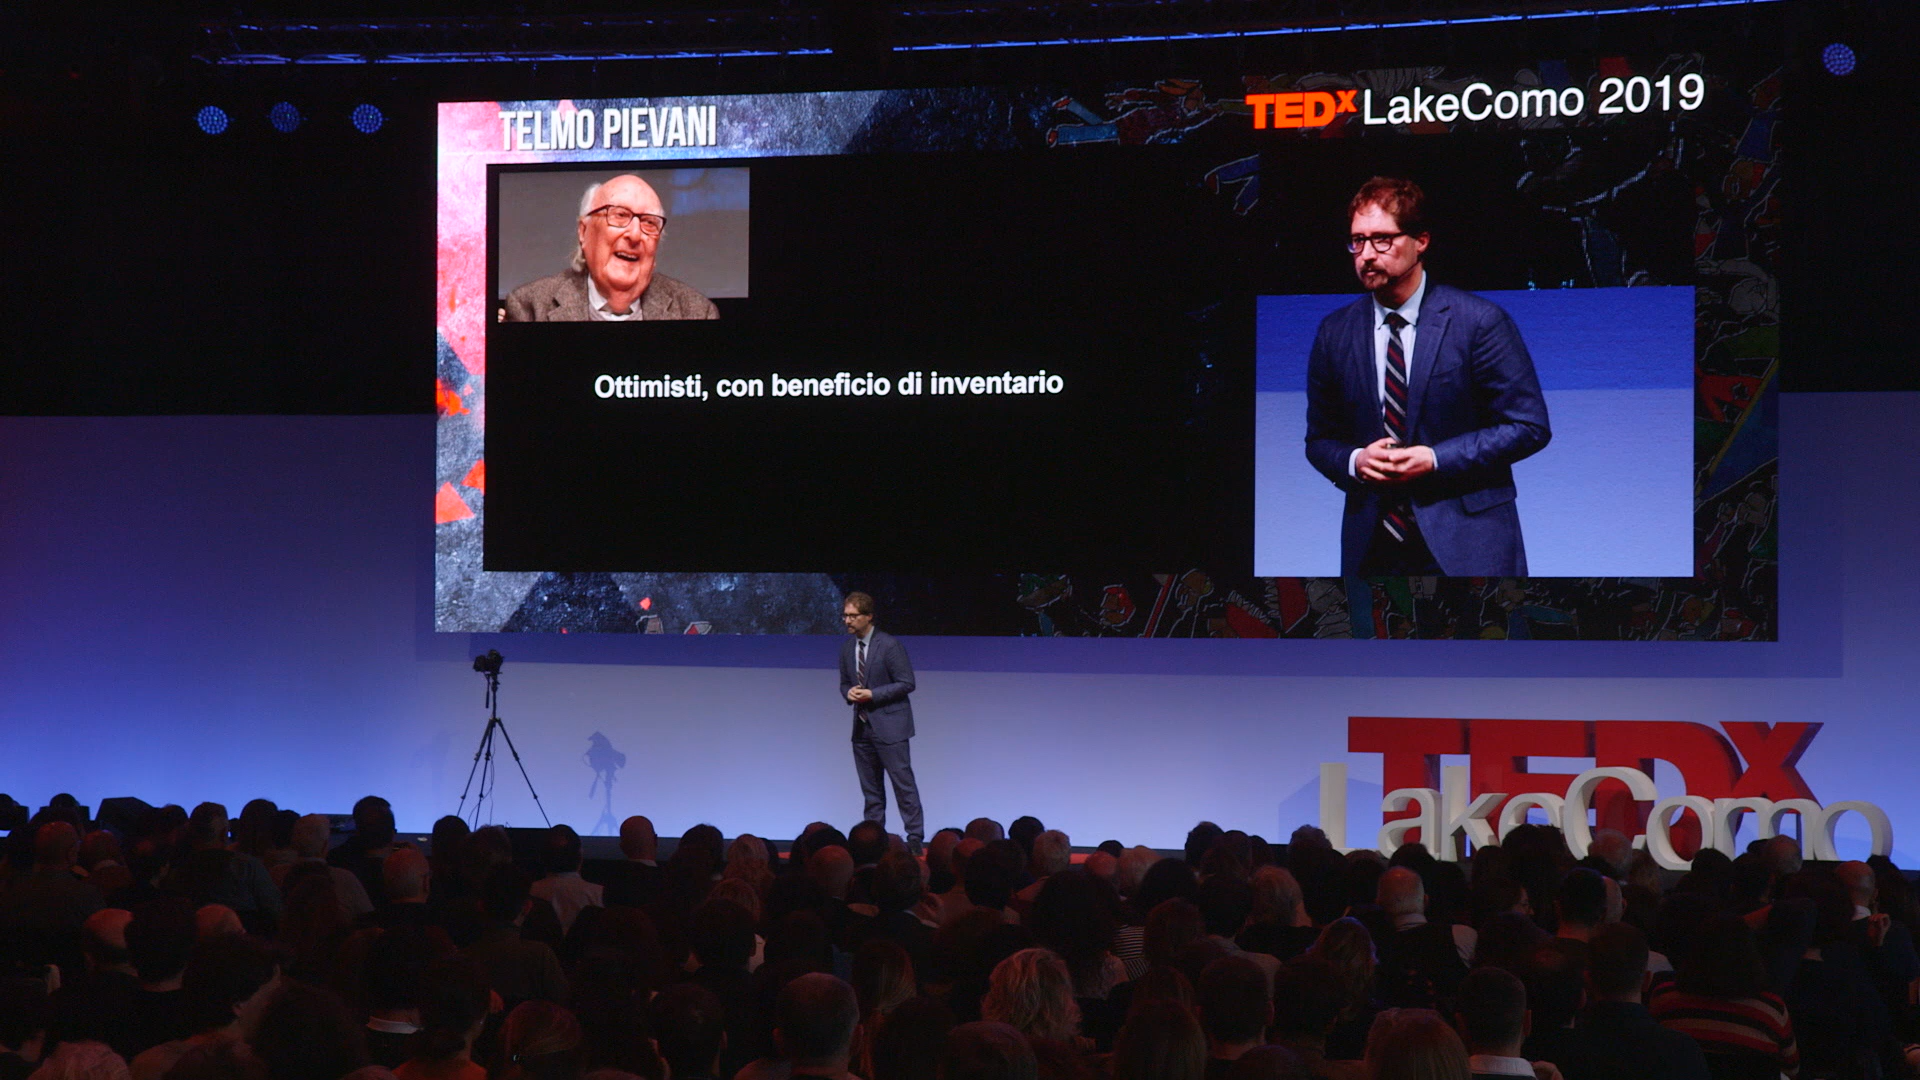 TELMO PIEVANI
TEDx LakeComo 2019
Ottimisti, con beneficio di inventario
TEDx
LakeComo